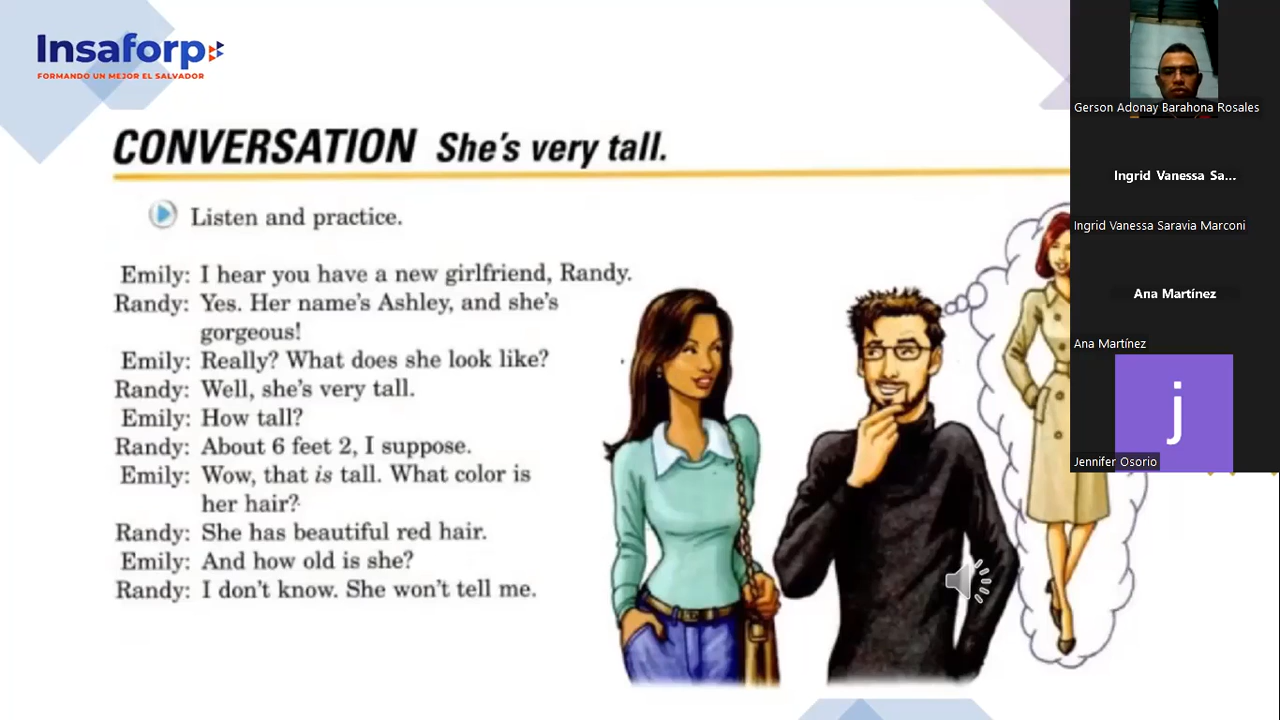 Insaforp
FORMANDO UN MEJOR EL SALVADOR
CONVERSATION She's very tall.
Listen and practice.
Emily: I hear you have a new girlfriend, Randy.
Randy: Yes. Her name's Ashley, and she's
gorgeous!
Emily: Really? What does she look like?
Randy: Well, she's very tall.
Emily: How tall?
Randy: About 6 feet 2, I suppose.
Emily: Wow, that is tall. What color is
her hair?
Randy: She has beautiful red hair.
Emily: And how old is she?
Randy: I don't know. She won't tell me.
Gerson Adonay Barahona Rosales
Ingrid Vanessa Sa...
Ingrid Vanessa Saravia Marconi
Ana Martínez
Ana Martínez
j
Jennifer Osorio